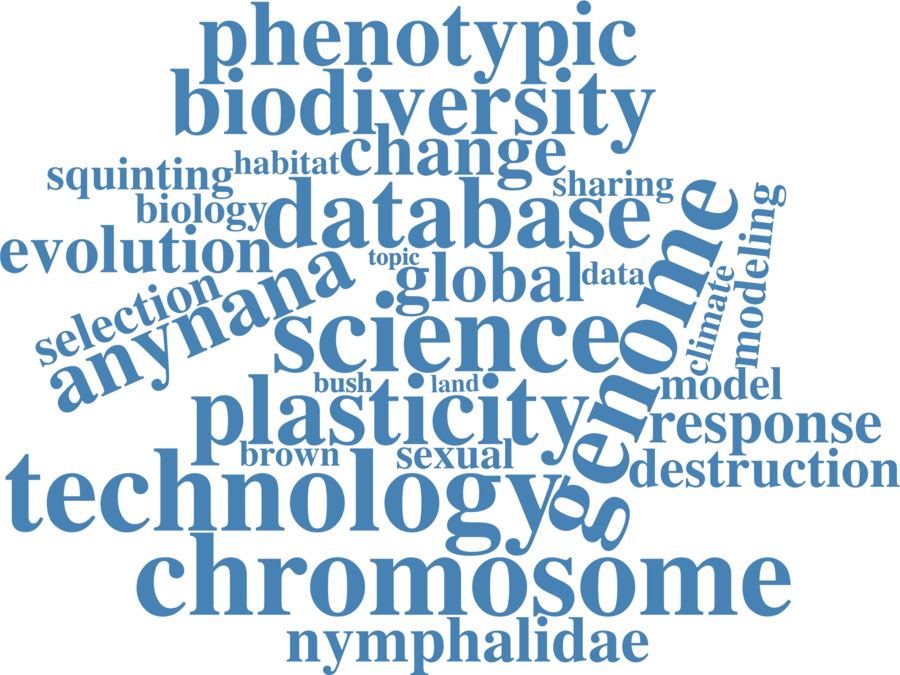 phenotypic
biodiversity
change
habitat
squinting
sharing
database
biology
evolution
topic
global
data
genome
modeling
climate
selection
anynana
science
bush
land
model
plasticity
response
brown
sexual
destruction
technology
chromosome
nymphalidae